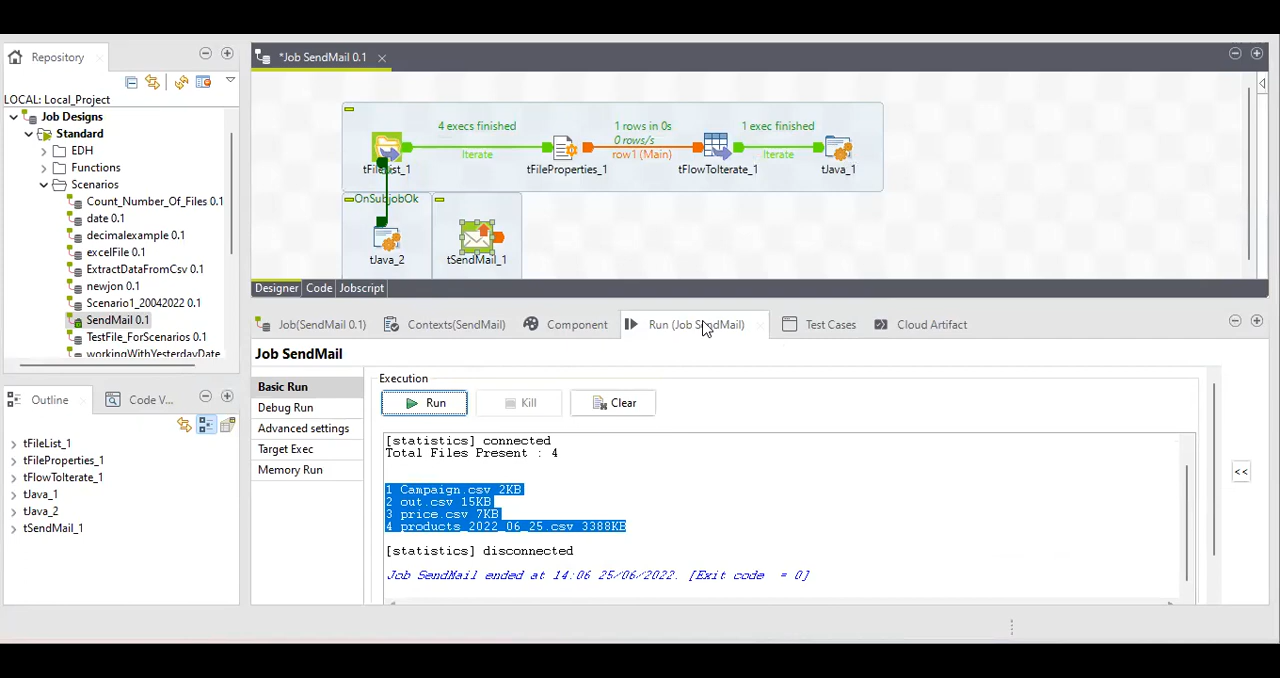 Repository
LOCAL: Local_Project
Job Designs
Standard
EDH
Functions
Scenarios
Count_Number_Of_Files 0.1
date 0.1
decimalexample 0.1
excelFile 0.1
ExtractDataFromCsv 0.1
newjon 0.1
Scenario1_20042022 0.1
SendMail 0.1
TestFile_ForScenarios 0.1
workingWithYesterdayDate
Outline
Code V...
tFileList_1
tFileProperties_1
tFlowToIterate_1
tJava_1
tJava_2
tSendMail_1
*Job SendMail 0.1
4 execs finished
1 rows in 0s
1 exec finished
0 rows/s
Iterate
row1 (Main)
Iterate
tFileList_1
tFileProperties_1
tFlowToIterate_1
tJava_1
OnSubjobOk
tJava_2
tSendMail_1
Designer
Code
Jobscript
Job(SendMail 0.1)
Contexts(SendMail)
Component
Run (Job SendMail)
Test Cases
Cloud Artifact
Job SendMail
Basic Run
Debug Run
Advanced settings
Target Exec
Memory Run
Execution
Run
Kill
Clear
[statistics] connected
Total Files Present : 4
1 Campaign.csv 2KB
2 out.csv 15KB
3 price.csv 7KB
4 products_2022_06_25.csv 3388KB
[statistics] disconnected
Job SendMail ended at 14:06 25/06/2022. [Exit code = 0]
<<